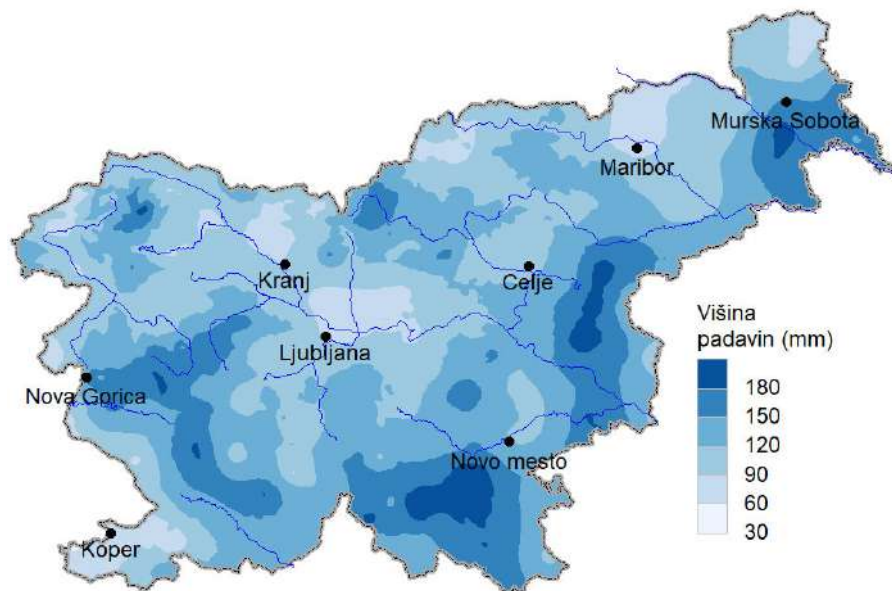 Murska Sobota
Maribor
Kranj
Celje
Ljubljana
Nova Gorica
Novo mesto
Koper
Višina
padavin (mm)
180
150
120
90
60
30